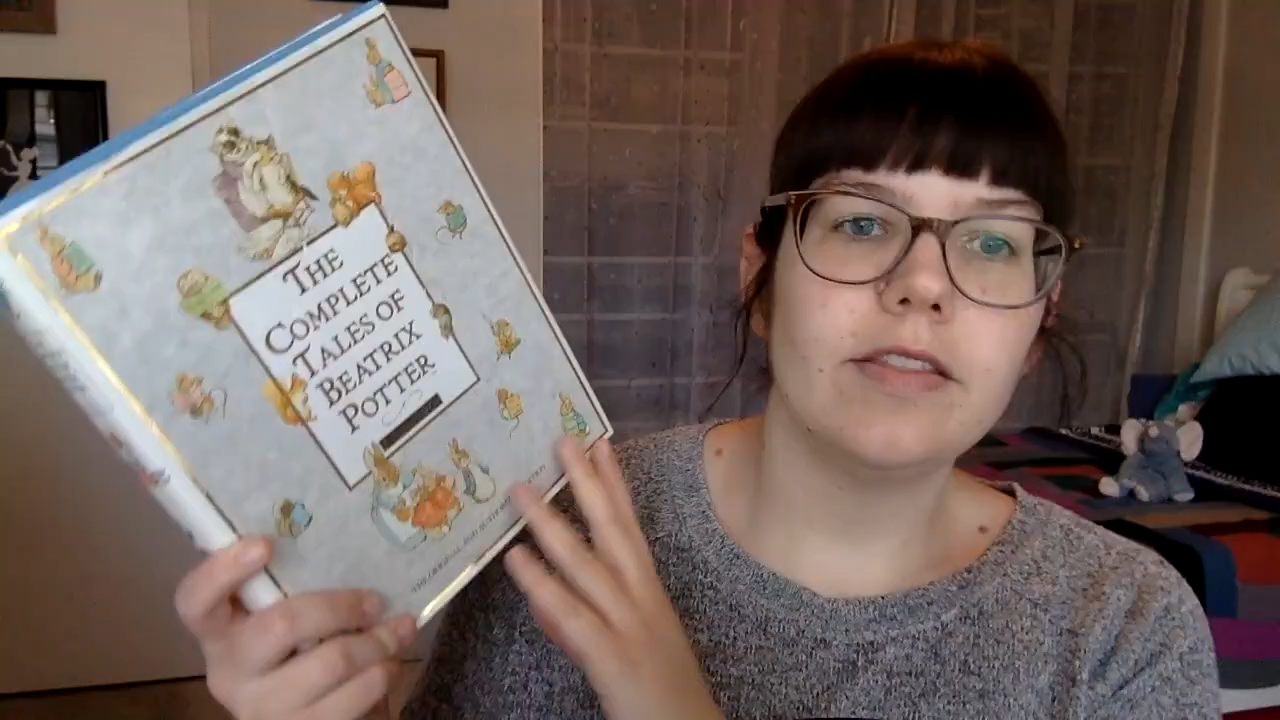 THE
COMPLETE
TALES OF
BEATRIX
POTTER